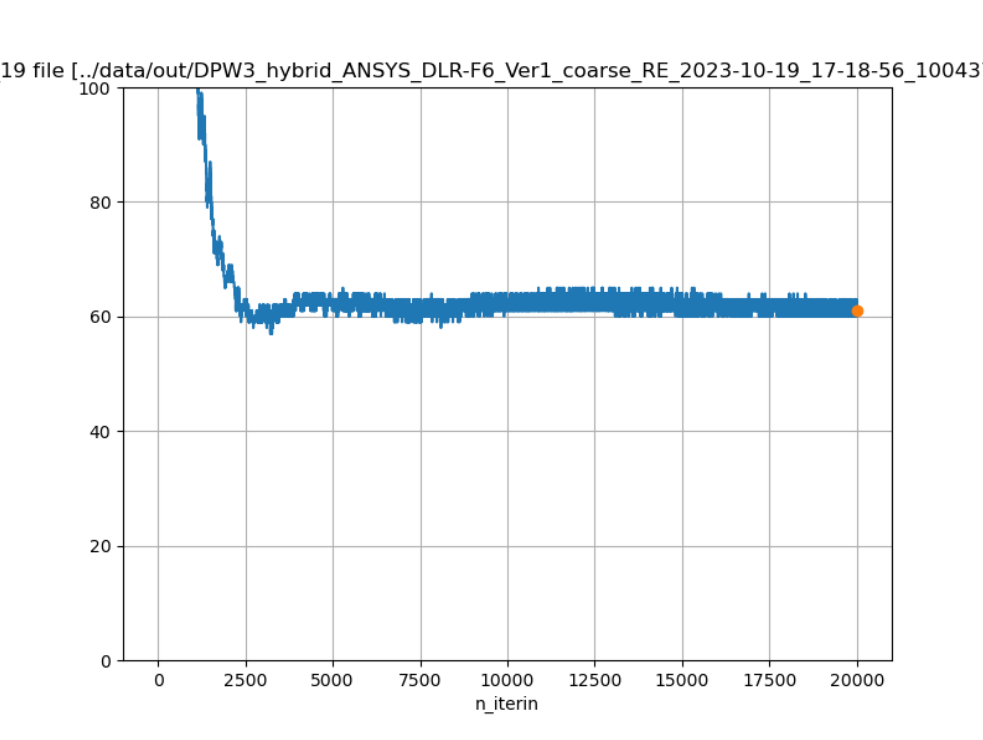 19 file [../data/out/DPW3_hybrid_ANSYS_DLR-F6_Ver1_coarse_RE_2023-10-19_17-18-56_10043
100
80
60
40
20
0
0 2500 5000 7500 10000 12500 15000 17500 20000
n_iterin